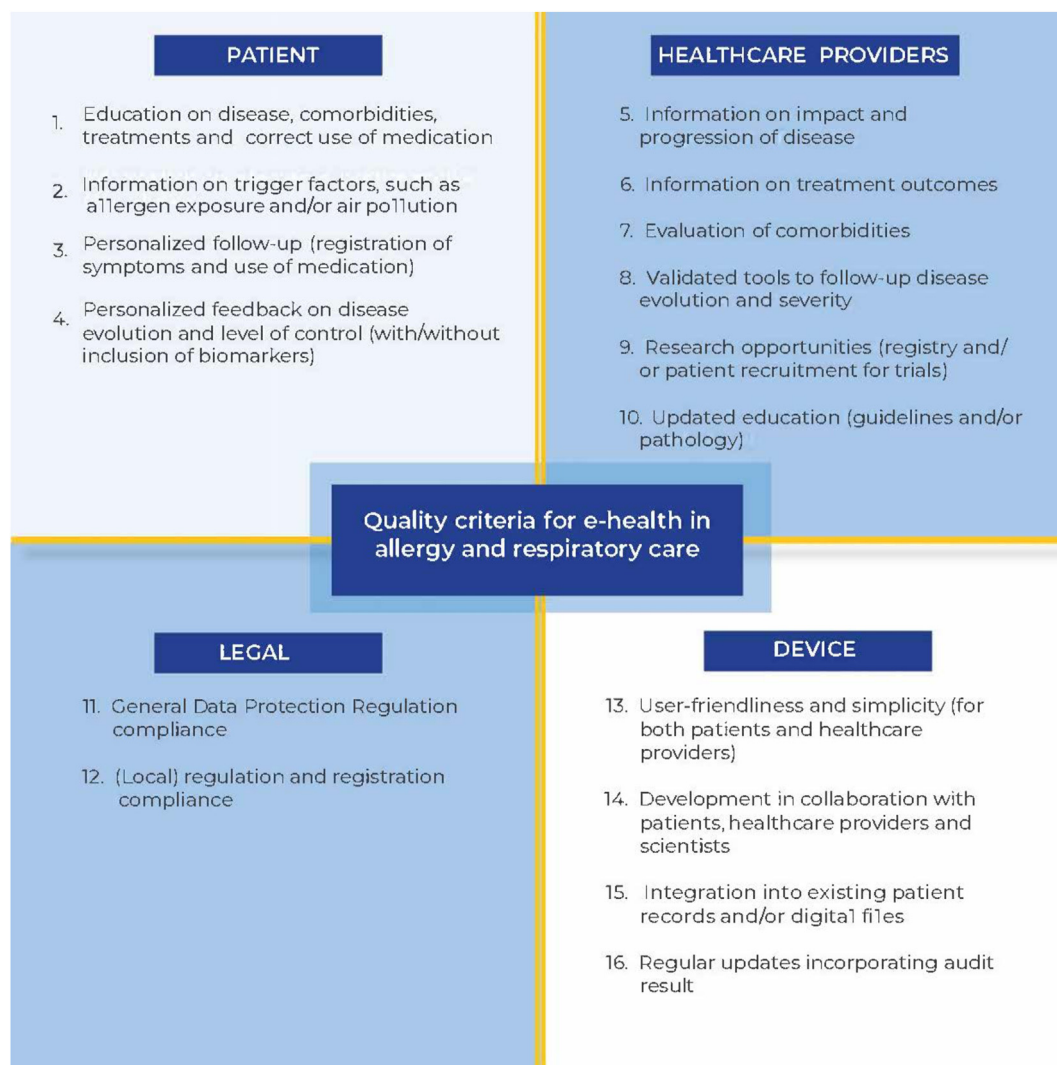 PATIENT
1. Education on disease, comorbidities,
treatments and correct use of medication
2. Information on trigger factors, such as
allergen exposure and/or air pollution
3. Personalized follow-up (registration of
symptoms and use of medication)
4. Personalized feedback on disease
evolution and level of control (with/without
inclusion of biomarkers)
HEALTHCARE PROVIDERS
5. Information on impact and
progression of disease
6. Information on treatment outcomes
7. Evaluation of comorbidities
8. Validated tools to follow-up disease
evolution and severity
9. Research opportunities (registry and/
or patient recruitment for trials)
10. Updated education (guidelines and/or
pathology)
Quality criteria for e-health in
allergy and respiratory care
LEGAL
11. General Data Protection Regulation
compliance
12. (Local) regulation and registration
compliance
DEVICE
13. User-friendliness and simplicity (for
both patients and healthcare
providers)
14. Development in collaboration with
patients, healthcare providers and
scientists
15. Integration into existing patient
records and/or digital files
16. Regular updates incorporating audit
result